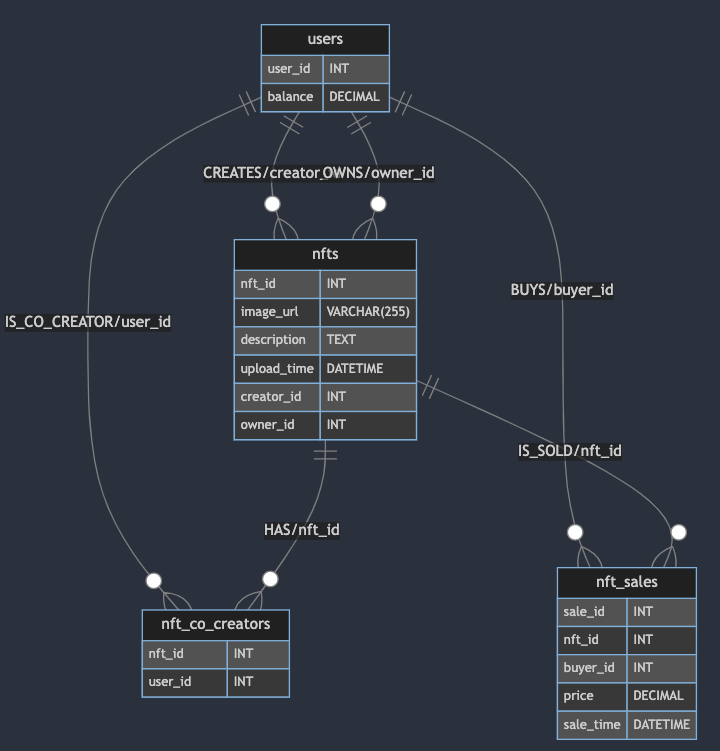 users
user_id INT
balance DECIMAL
CREATES/creator_ OWNS/owner_id
nfts
nft_id INT
image_url VARCHAR(255)
description TEXT
upload_time DATETIME
creator_id INT
owner_id INT
BUYS/buyer_id
IS_CO_CREATOR/user_id
IS_SOLD/nft_id
HAS/nft_id
nft_co_creators
nft_id INT
user_id INT
nft_sales
sale_id INT
nft_id INT
buyer_id INT
price DECIMAL
sale_time DATETIME